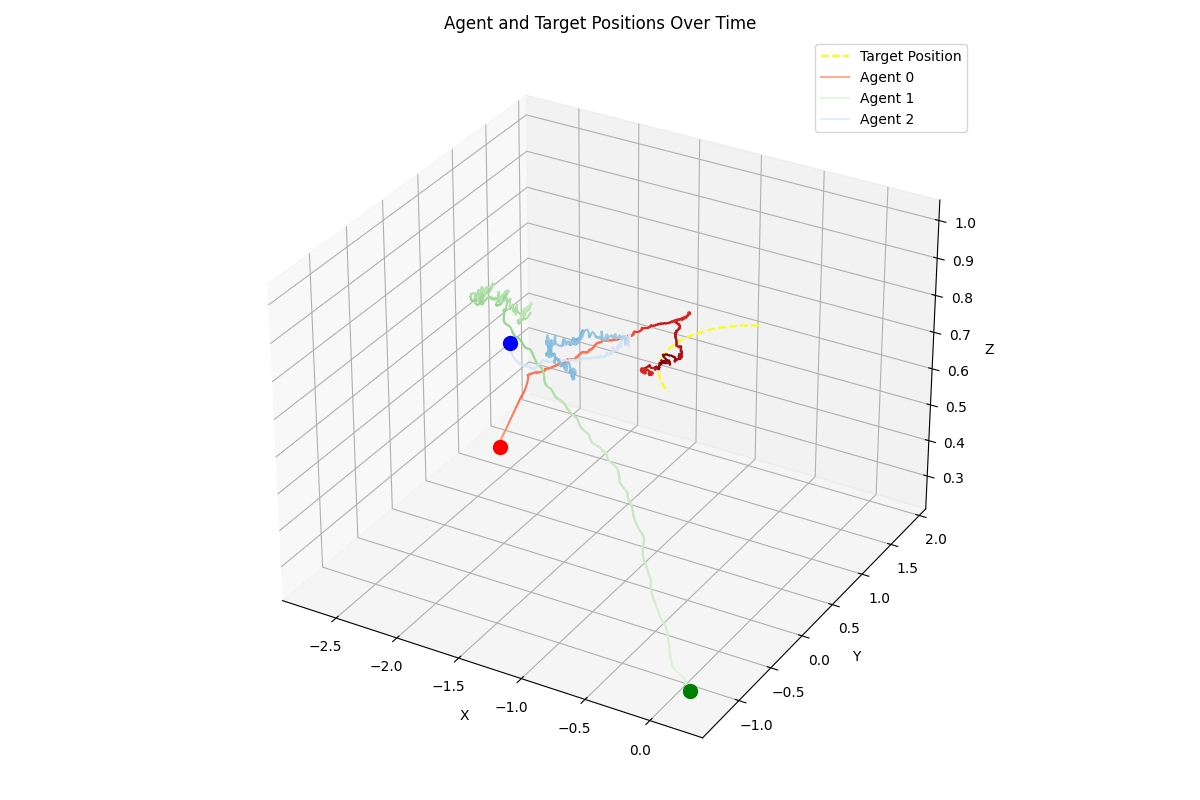 Agent and Target Positions Over Time
Target Position
Agent 0
Agent 1
Agent 2
1.0
0.9
0.8
0.7
0.6
0.5
0.4
0.3
Z
2.0
1.5
1.0
0.5
0.0
−0.5
−1.0
Y
−2.5
−2.0
−1.5
−1.0
−0.5
0.0
X